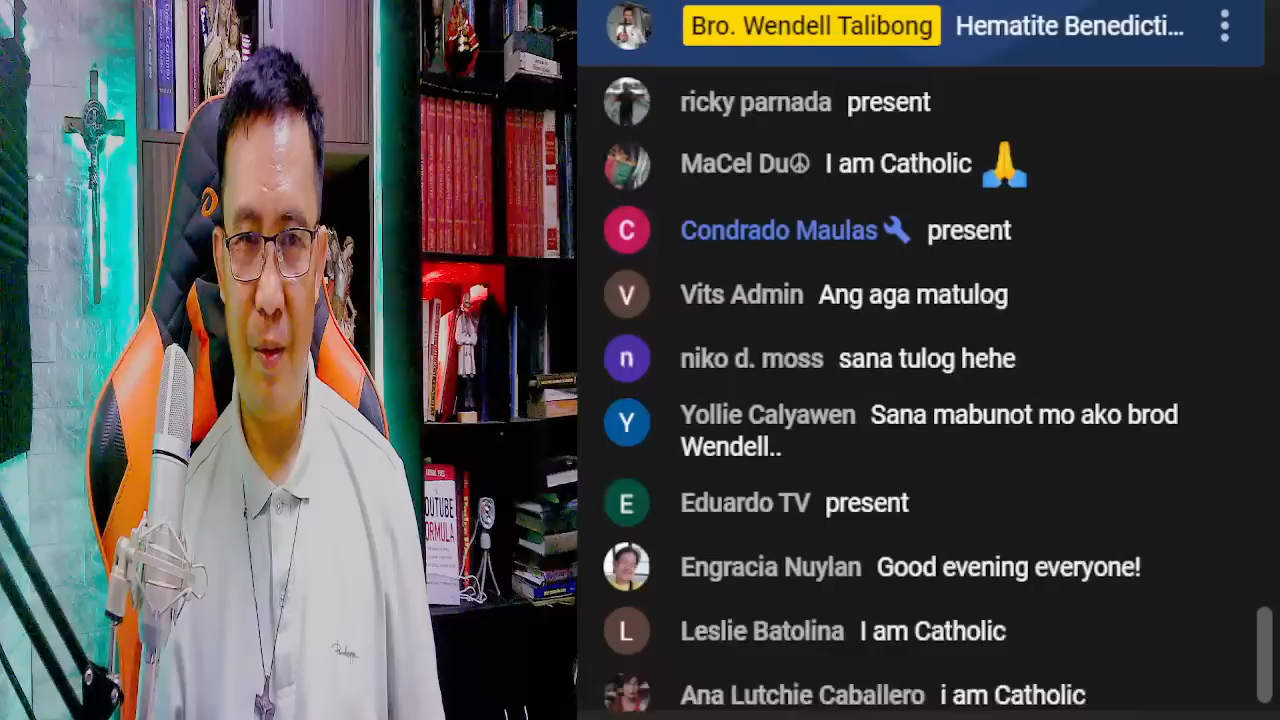 Bro. Wendell Talibong Hematite Benedicti...
ricky parnada present
MaCel Du☮ I am Catholic 🙏
C Condrado Maulas🔧 present
V Vits Admin Ang aga matulog
n niko d. moss sana tulog hehe
Y Yollie Calyawen Sana mabunot mo ako brod
Wendell..
E Eduardo TV present
Engracia Nuylan Good evening everyone!
L Leslie Batolina I am Catholic
Ana Lutchie Caballero i am Catholic